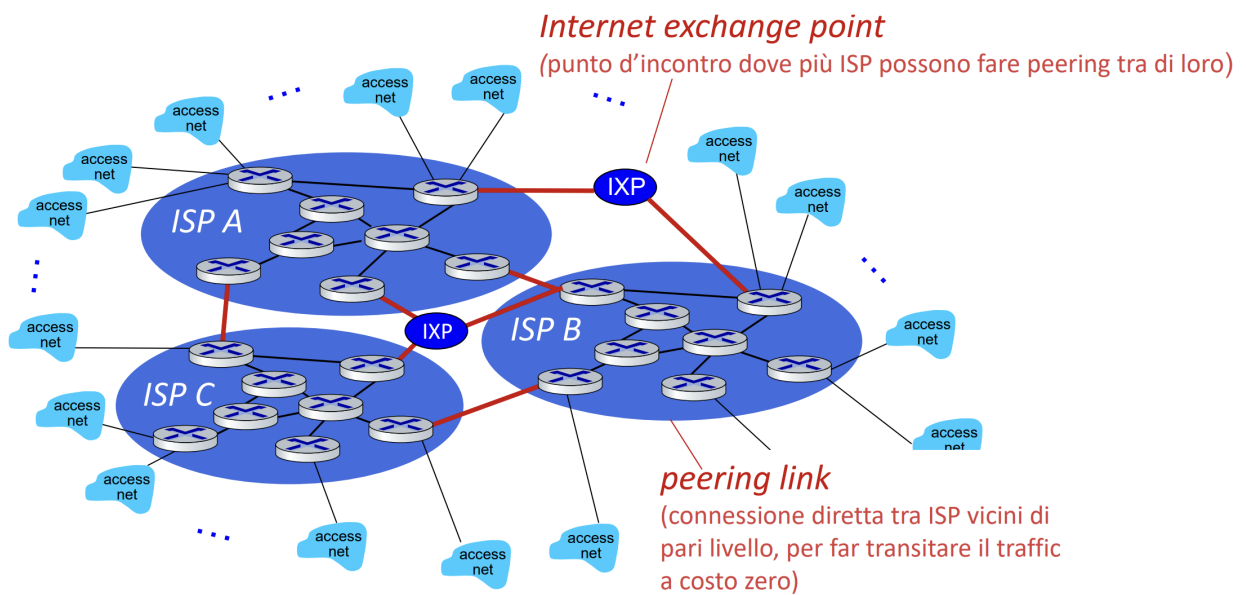 Internet exchange point
(punto d'incontro dove più ISP possono fare peering tra di loro)
access
net
access
net
access
net
access
net
access
net
access
net
access
net
IXP
ISP A
IXP
ISP B
ISP C
access
net
access
net
access
net
access
net
access
net
access
net
access
net
access
net
access
net
peering link
(connessione diretta tra ISP vicini di
pari livello, per far transitare il traffic
a costo zero)